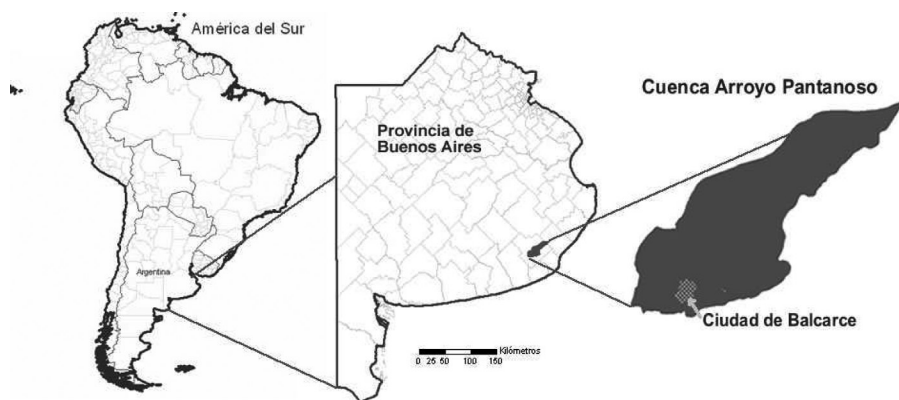 América del Sur
Argentina
Provincia de
Buenos Aires
Cuenca Arroyo Pantanoso
Ciudad de Balcarce
Kilómetros
0 25 50 100 150